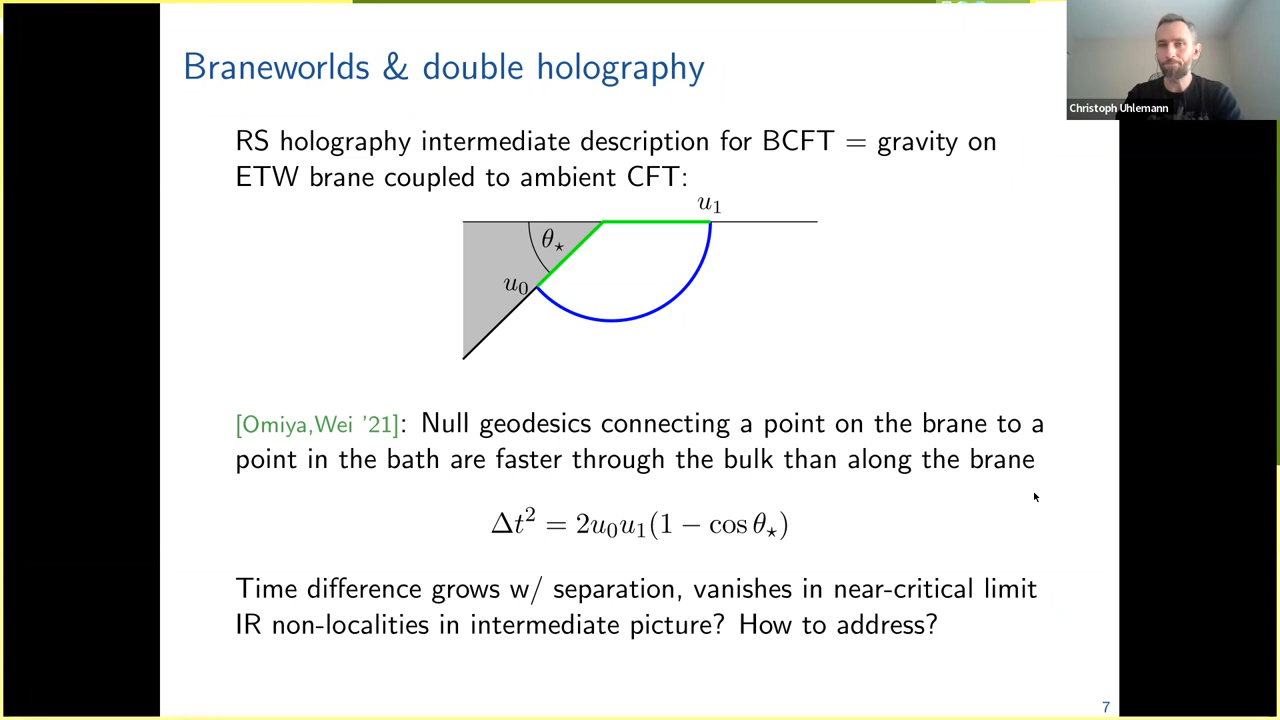 Braneworlds & double holography
Christoph Uhlemann
RS holography intermediate description for BCFT = gravity on
ETW brane coupled to ambient CFT:
u₁
θ⋆
u₀
[Omiya,Wei '21]: Null geodesics connecting a point on the brane to a
point in the bath are faster through the bulk than along the brane
Δt² = 2u₀u₁(1 − cos θ⋆)
Time difference grows w/ separation, vanishes in near-critical limit
IR non-localities in intermediate picture? How to address?
7